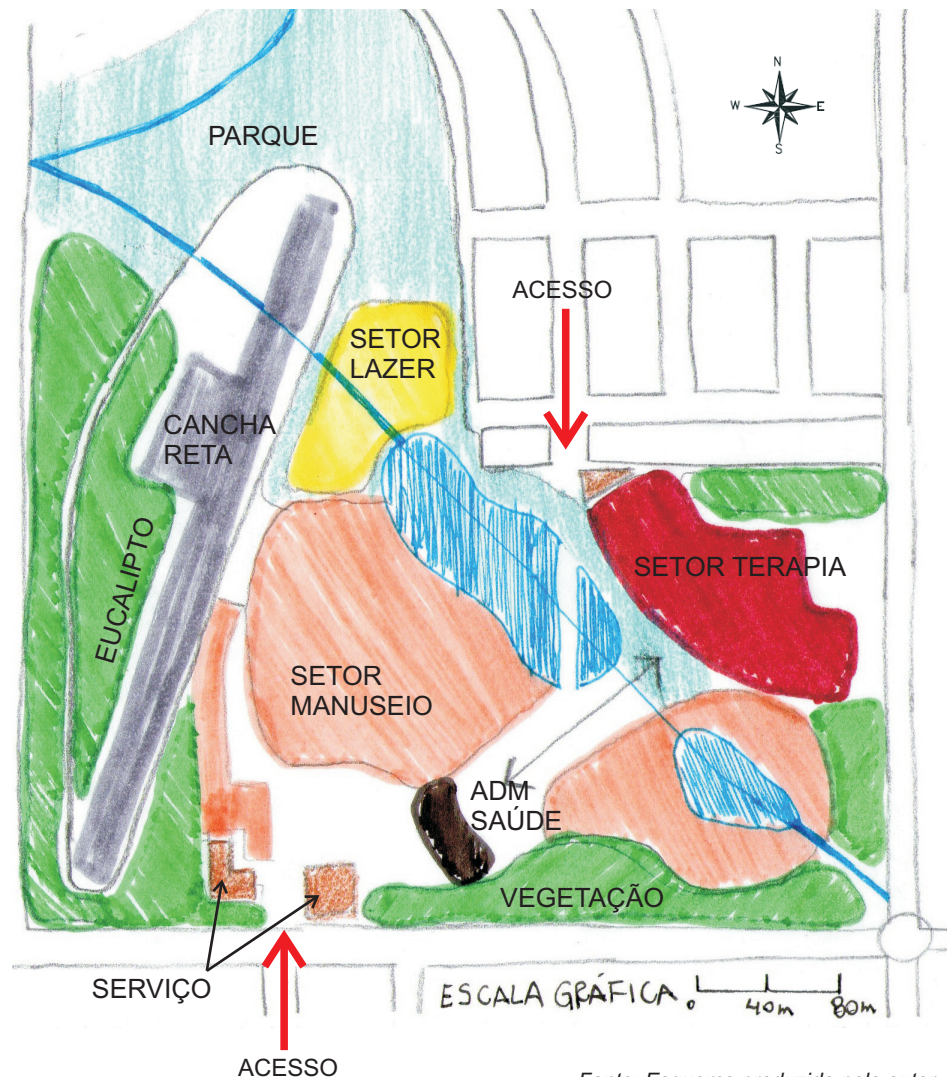 N
W
E
S
PARQUE
ACESSO
SETOR
LAZER
CANCHA
RETA
EUCALIPTO
SETOR TERAPIA
SETOR
MANUSEIO
ADM
SAÚDE
VEGETAÇÃO
SERVIÇO
ESCALA GRÁFICA
0 40m 80m
ACESSO